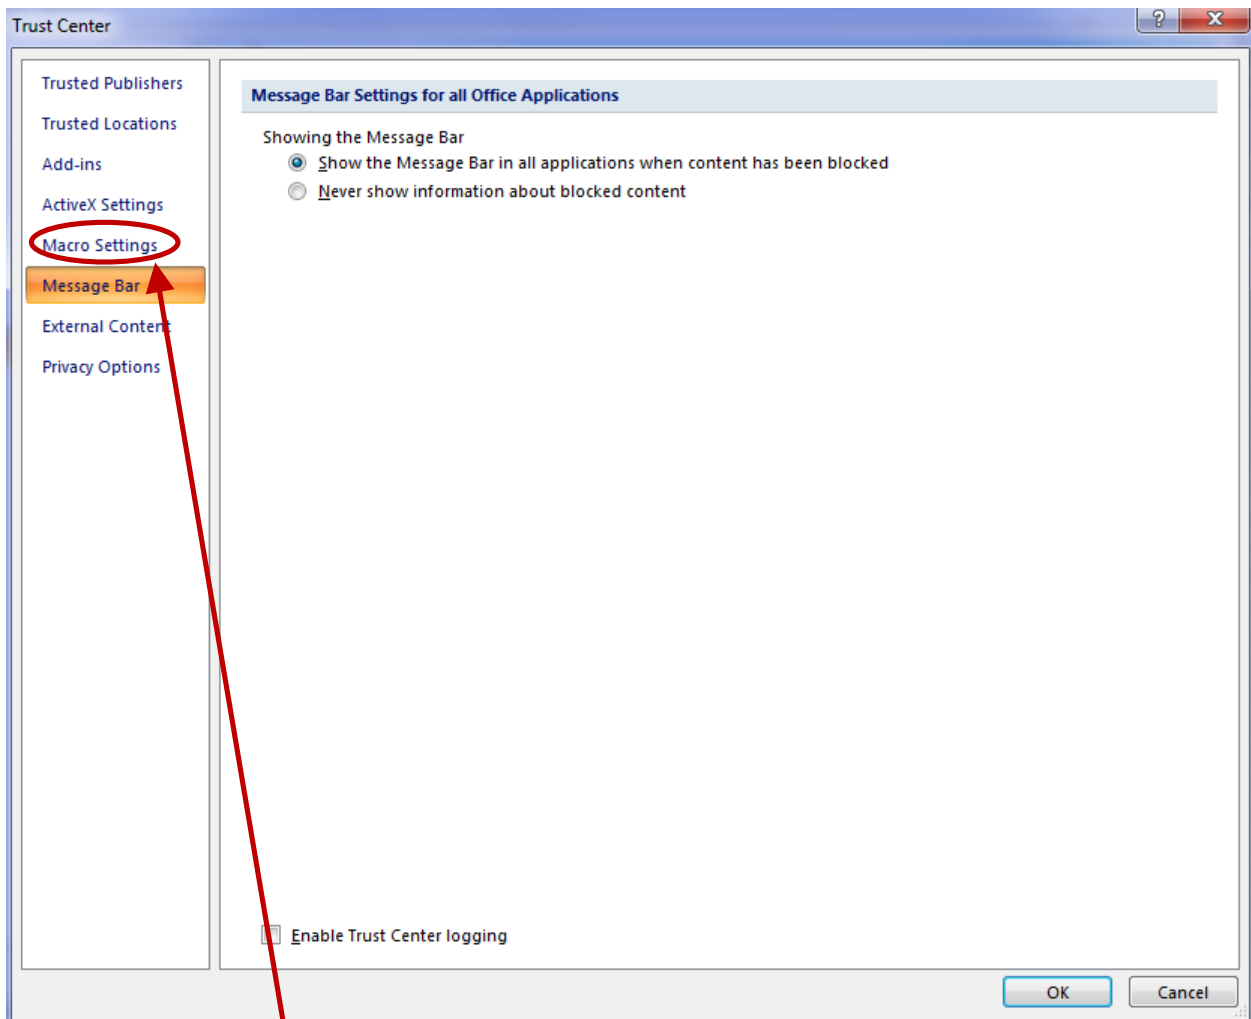 Trust Center
?
X
Trusted Publishers
Trusted Locations
Add-ins
ActiveX Settings
Macro Settings
Message Bar
External Content
Privacy Options
Message Bar Settings for all Office Applications
Showing the Message Bar
Show the Message Bar in all applications when content has been blocked
Never show information about blocked content
Enable Trust Center logging
OK
Cancel